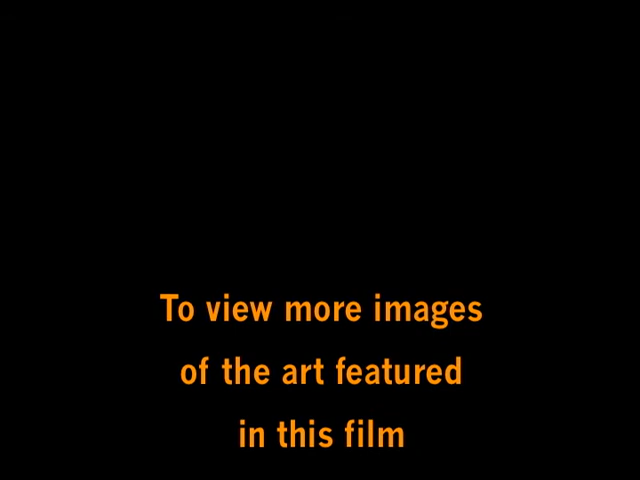 To view more images
of the art featured
in this film